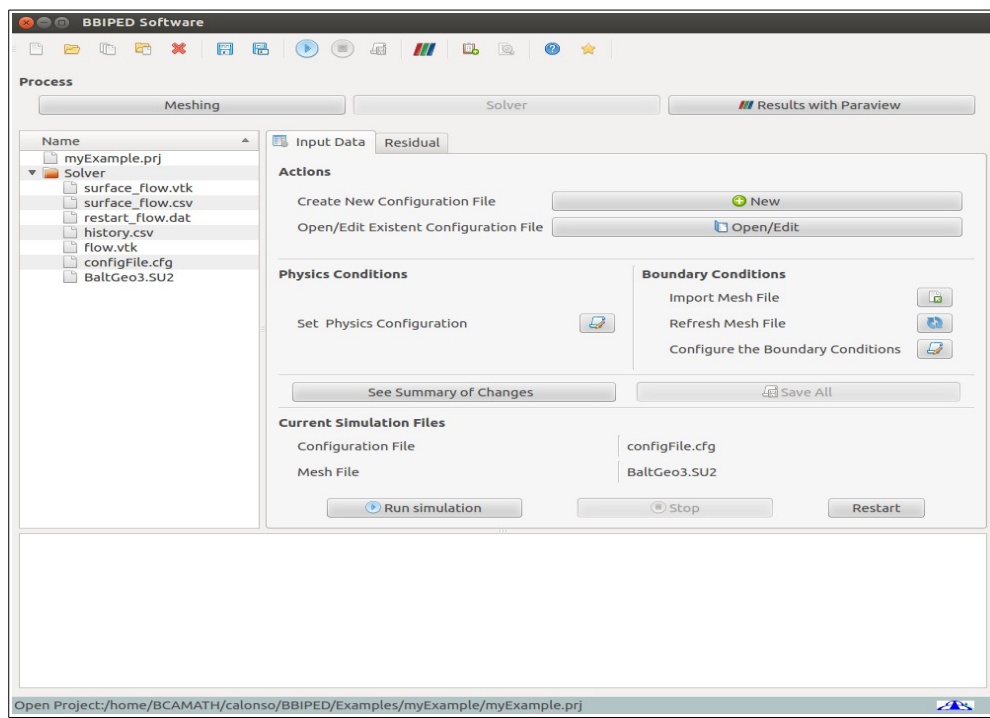 BBIPED Software
Process
Meshing
Solver
Results with Paraview
Name
myExample.prj
Solver
surface_flow.vtk
surface_flow.csv
restart_flow.dat
history.csv
flow.vtk
configFile.cfg
BaltGeo3.SU2
Input Data
Residual
Actions
Create New Configuration File
New
Open/Edit Existent Configuration File
Open/Edit
Physics Conditions
Set Physics Configuration
Boundary Conditions
Import Mesh File
Refresh Mesh File
Configure the Boundary Conditions
See Summary of Changes
Save All
Current Simulation Files
Configuration File
configFile.cfg
Mesh File
BaltGeo3.SU2
Run simulation
Stop
Restart
Open Project:/home/BCAMATH/calonso/BBIPED/Examples/myExample/myExample.prj